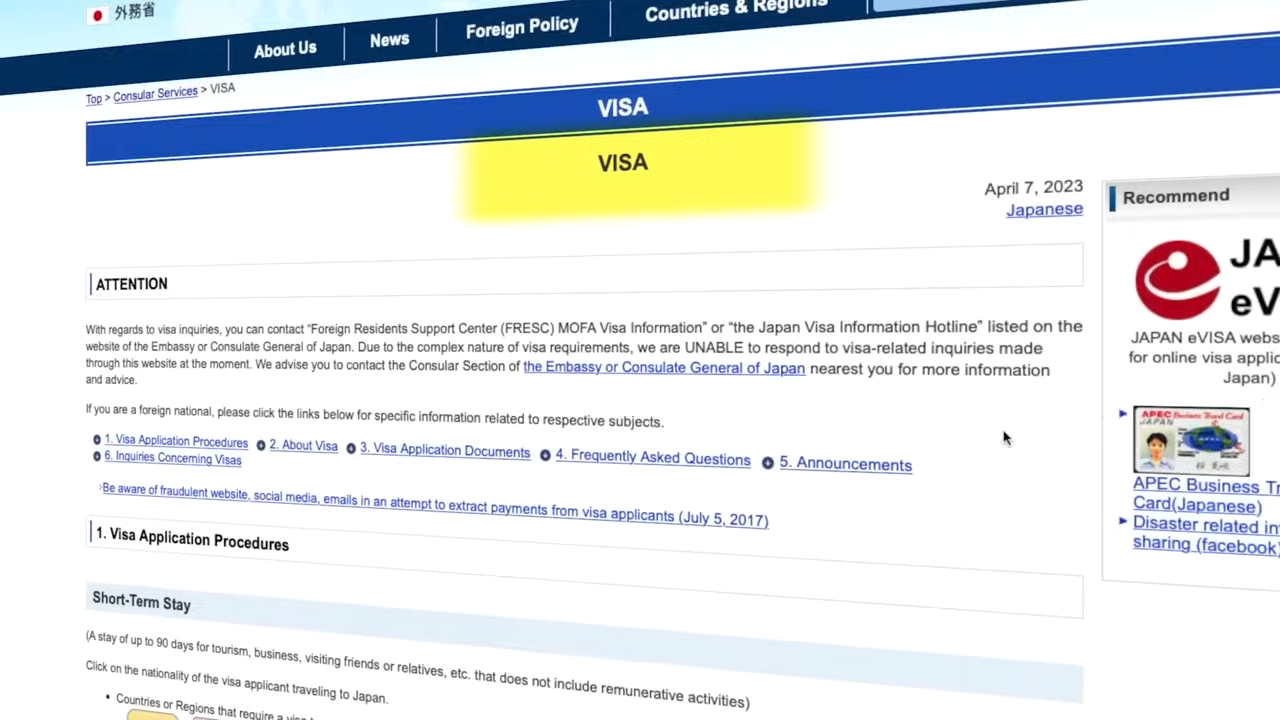 外務省
About Us
News
Foreign Policy
Countries & Regions
Top > Consular Services > VISA
VISA
VISA
April 7, 2023
Japanese
Recommend
ATTENTION
With regards to visa inquiries, you can contact “Foreign Residents Support Center (FRESC) MOFA Visa Information” or “the Japan Visa Information Hotline” listed on the
website of the Embassy or Consulate General of Japan. Due to the complex nature of visa requirements, we are UNABLE to respond to visa-related inquiries made
through this website at the moment. We advise you to contact the Consular Section of the Embassy or Consulate General of Japan nearest you for more information
and advice.
If you are a foreign national, please click the links below for specific information related to respective subjects.
1. Visa Application Procedures
2. About Visa
3. Visa Application Documents
4. Frequently Asked Questions
5. Announcements
6. Inquiries Concerning Visas
Be aware of fraudulent website, social media, emails in an attempt to extract payments from visa applicants (July 5, 2017)
1. Visa Application Procedures
Short-Term Stay
(A stay of up to 90 days for tourism, business, visiting friends or relatives, etc. that does not include remunerative activities)
Click on the nationality of the visa applicant traveling to Japan.
• Countries or Regions that require a
JA
eV
JAPAN eVISA webs
for online visa applic
Japan)
APEC Business Travel Card
JAPAN
APEC Business Tr
Card(Japanese)
Disaster related in
sharing (facebook)